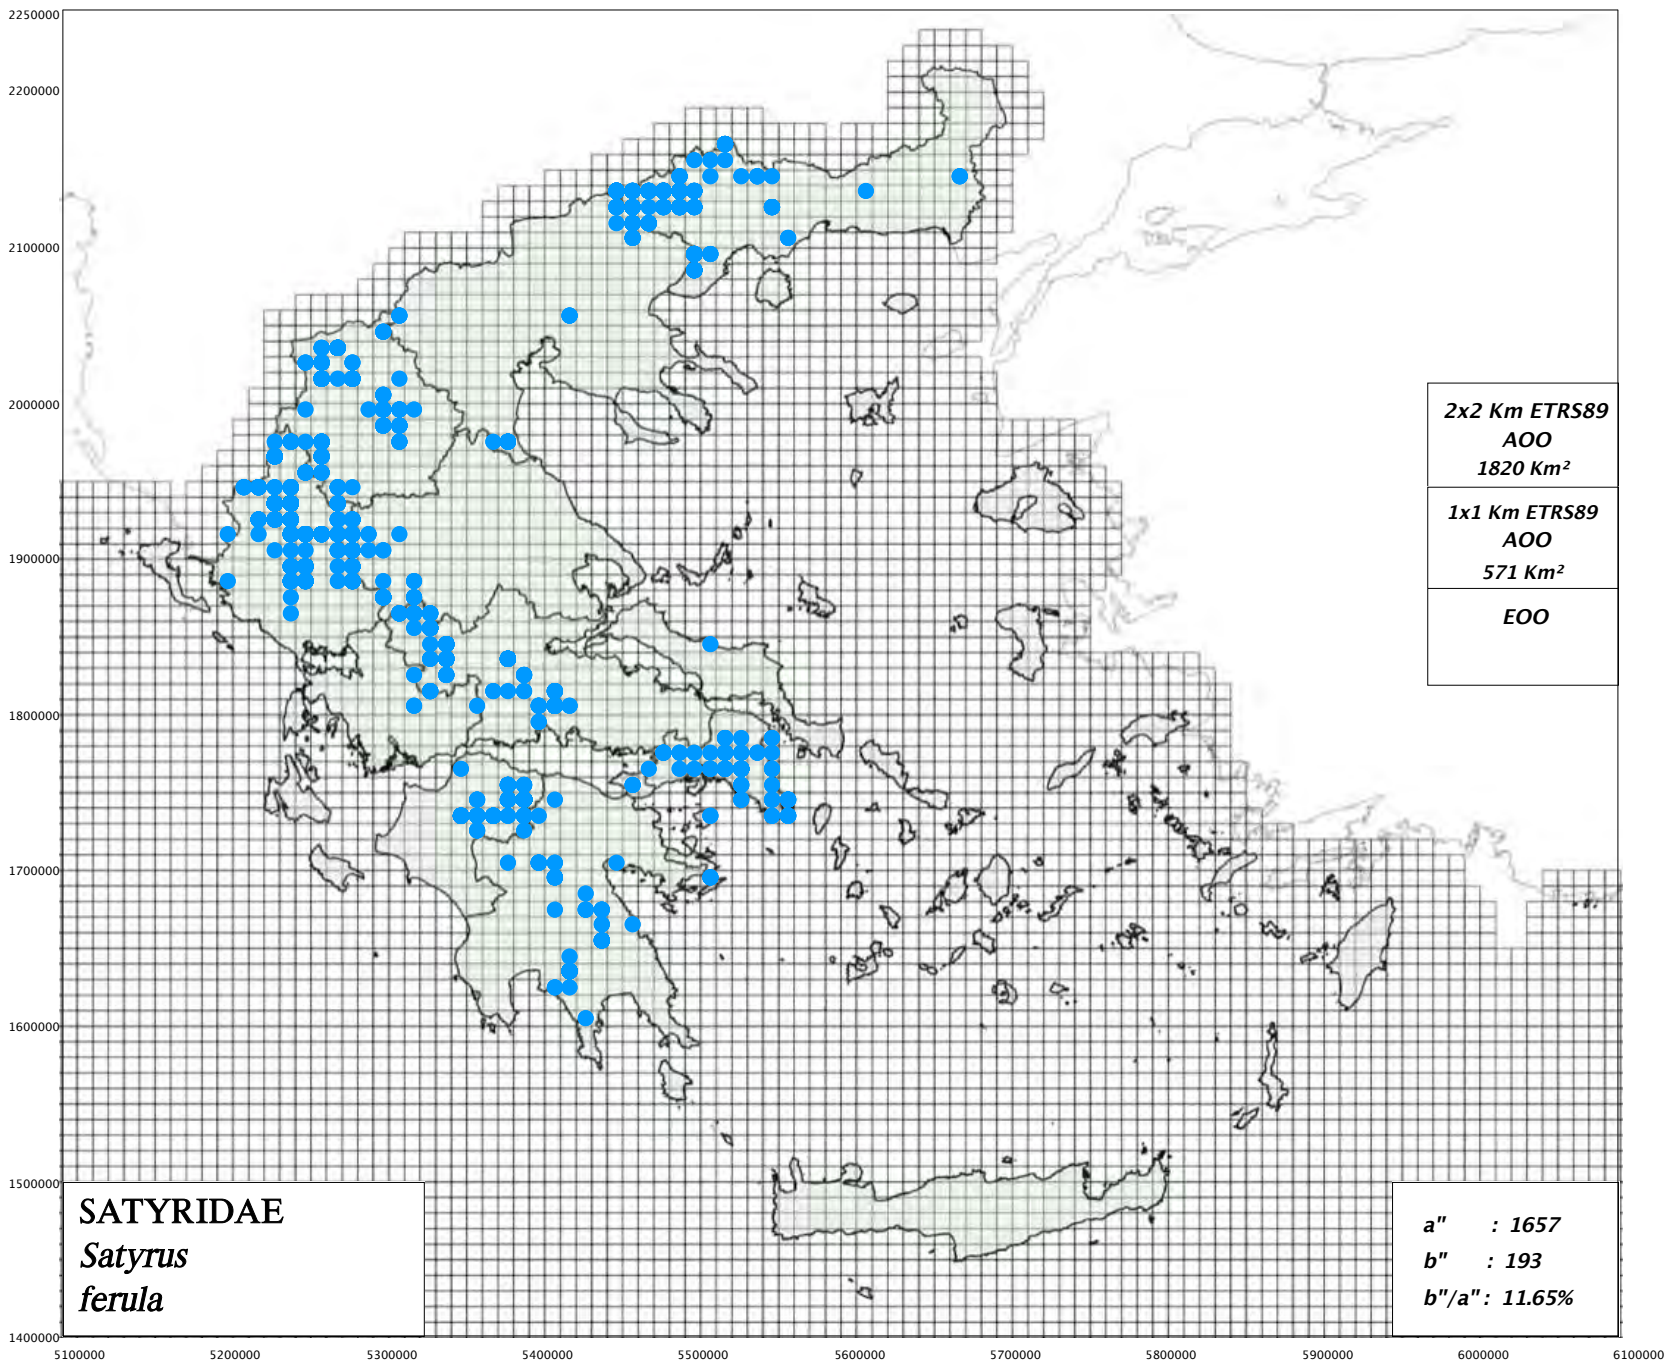 2250000
2200000
2100000
2000000
1900000
1800000
1700000
1600000
1500000
1400000
2x2 Km ETRS89
AOO
1820 Km²
1x1 Km ETRS89
AOO
571 Km²
EOO
SATYRIDAE
Satyrus
ferula
a" : 1657
b" : 193
b"/a" : 11.65%
5100000 5200000 5300000 5400000 5500000 5600000 5700000 5800000 5900000 6000000 6100000